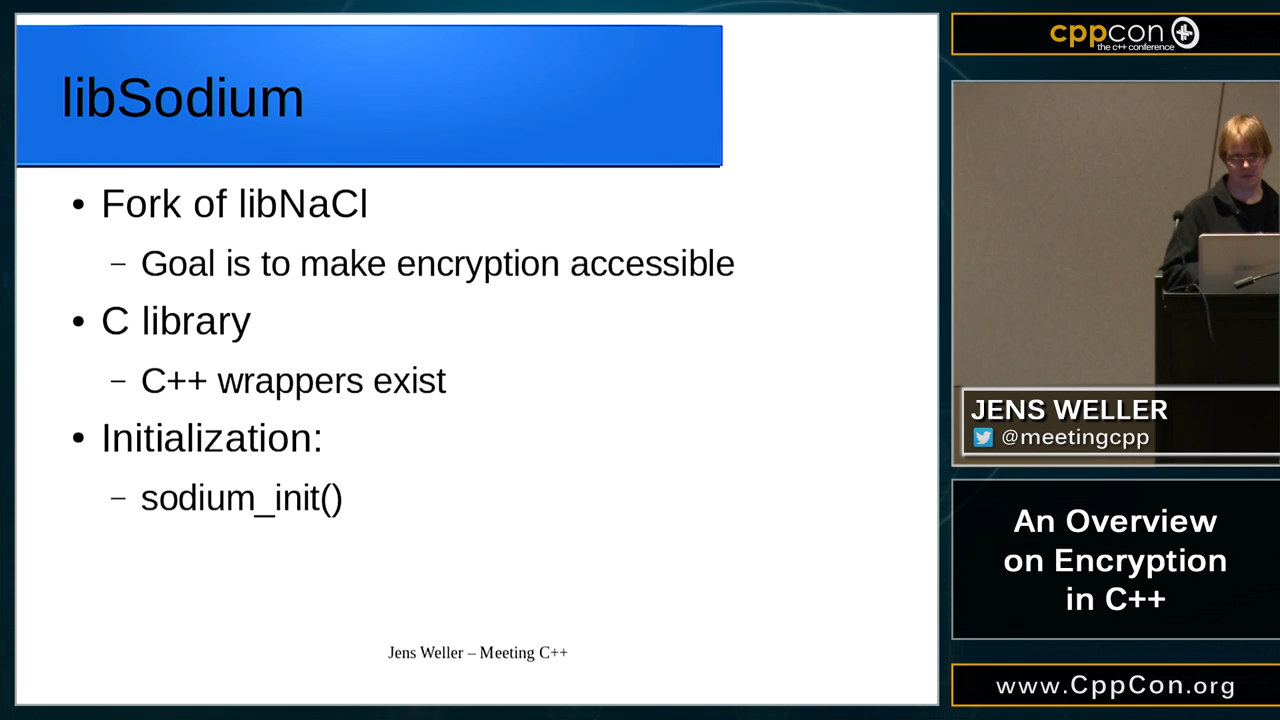 libSodium
• Fork of libNaCl
– Goal is to make encryption accessible
• C library
– C++ wrappers exist
• Initialization:
– sodium_init()
Jens Weller – Meeting C++
cppcon
the c++ conference
JENS WELLER
@meetingcpp
An Overview
on Encryption
in C++
www.CppCon.org